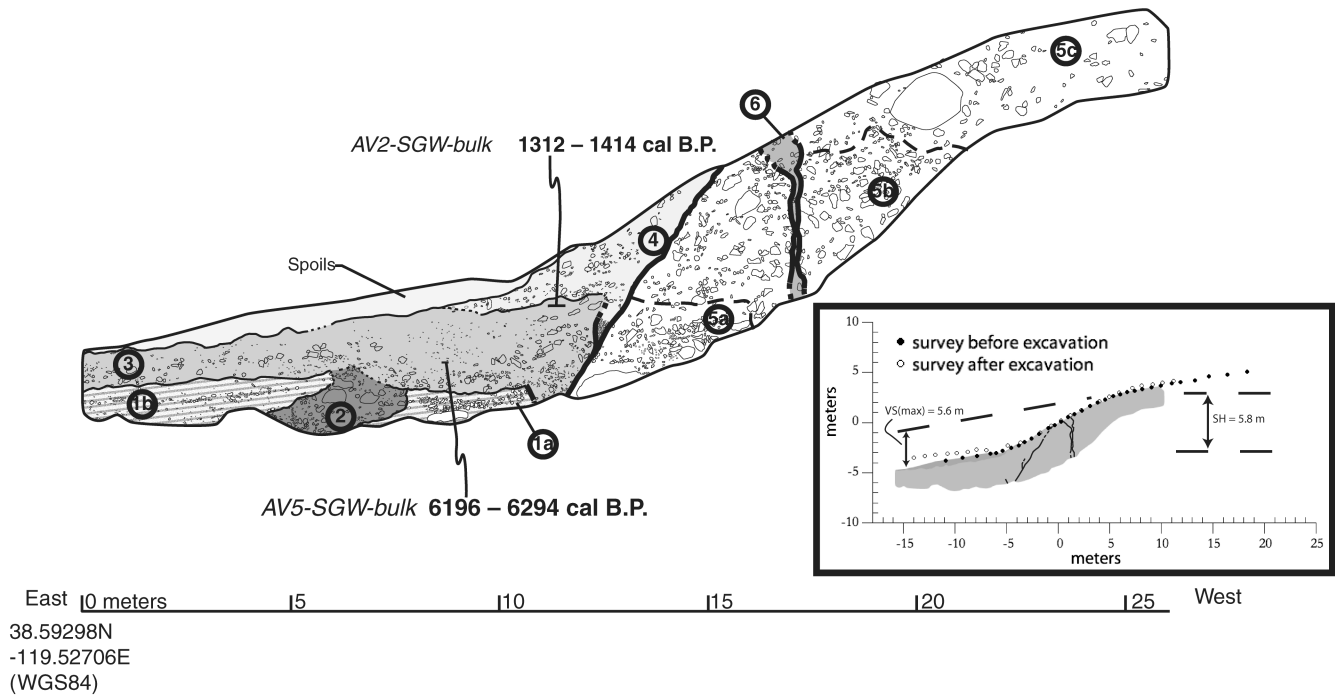 5c
6
AV2-SGW-bulk 1312 – 1414 cal B.P.
5b
4
Spoils
5a
3
1b
2
1a
AV5-SGW-bulk 6196 – 6294 cal B.P.
10
5
0
-5
-10
meters
survey before excavation
survey after excavation
VS(max) = 5.6 m
SH = 5.8 m
-15 -10 -5 0 5 10 15 20 25
meters
East 0 meters 5 10 15 20 25 West
38.59298N
-119.52706E
(WGS84)